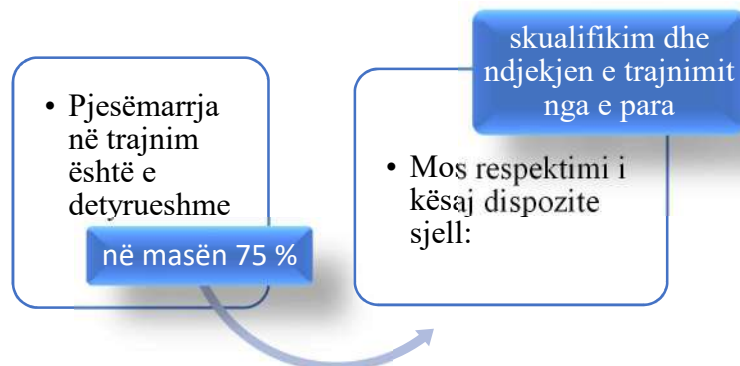 • Pjesëmarrja
në trajnim
është e
detyrueshme
në masën 75 %
skualifikim dhe
ndjekjen e trajnimit
nga e para
• Mos respektimi i
kësaj dispozite
sjell: